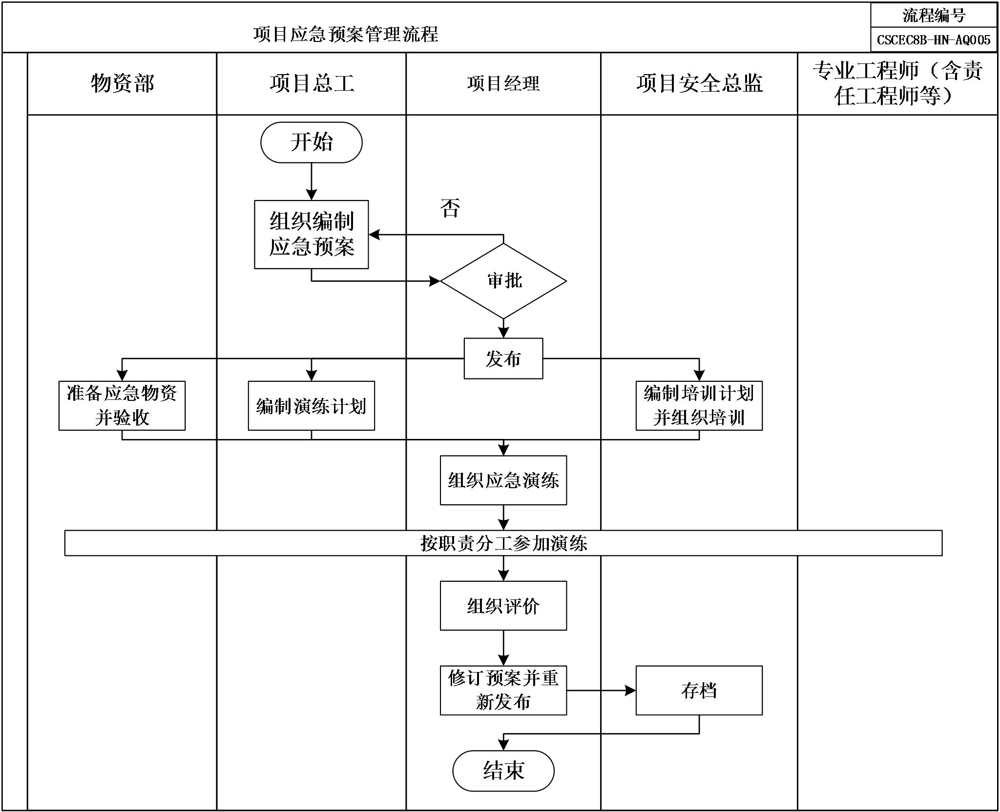 项目应急预案管理流程
流程编号
CSCEC8B-HN-AQ005
物资部
项目总工
项目经理
项目安全总监
专业工程师（含责
任工程师等）
开始
组织编制
应急预案
否
审批
发布
准备应急物资
并验收
编制演练计划
编制培训计划
并组织培训
组织应急演练
按职责分工参加演练
组织评价
修订预案并重
新发布
存档
结束